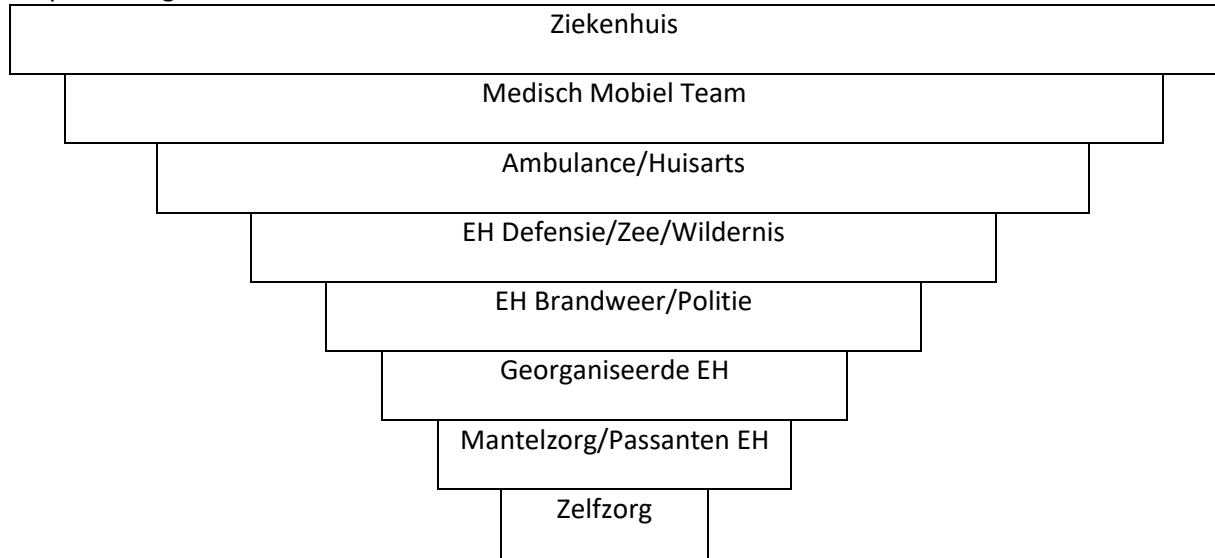 Ziekenhuis
Medisch Mobiel Team
Ambulance/Huisarts
EH Defensie/Zee/Wildernis
EH Brandweer/Politie
Georganiseerde EH
Mantelzorg/Passanten EH
Zelfzorg